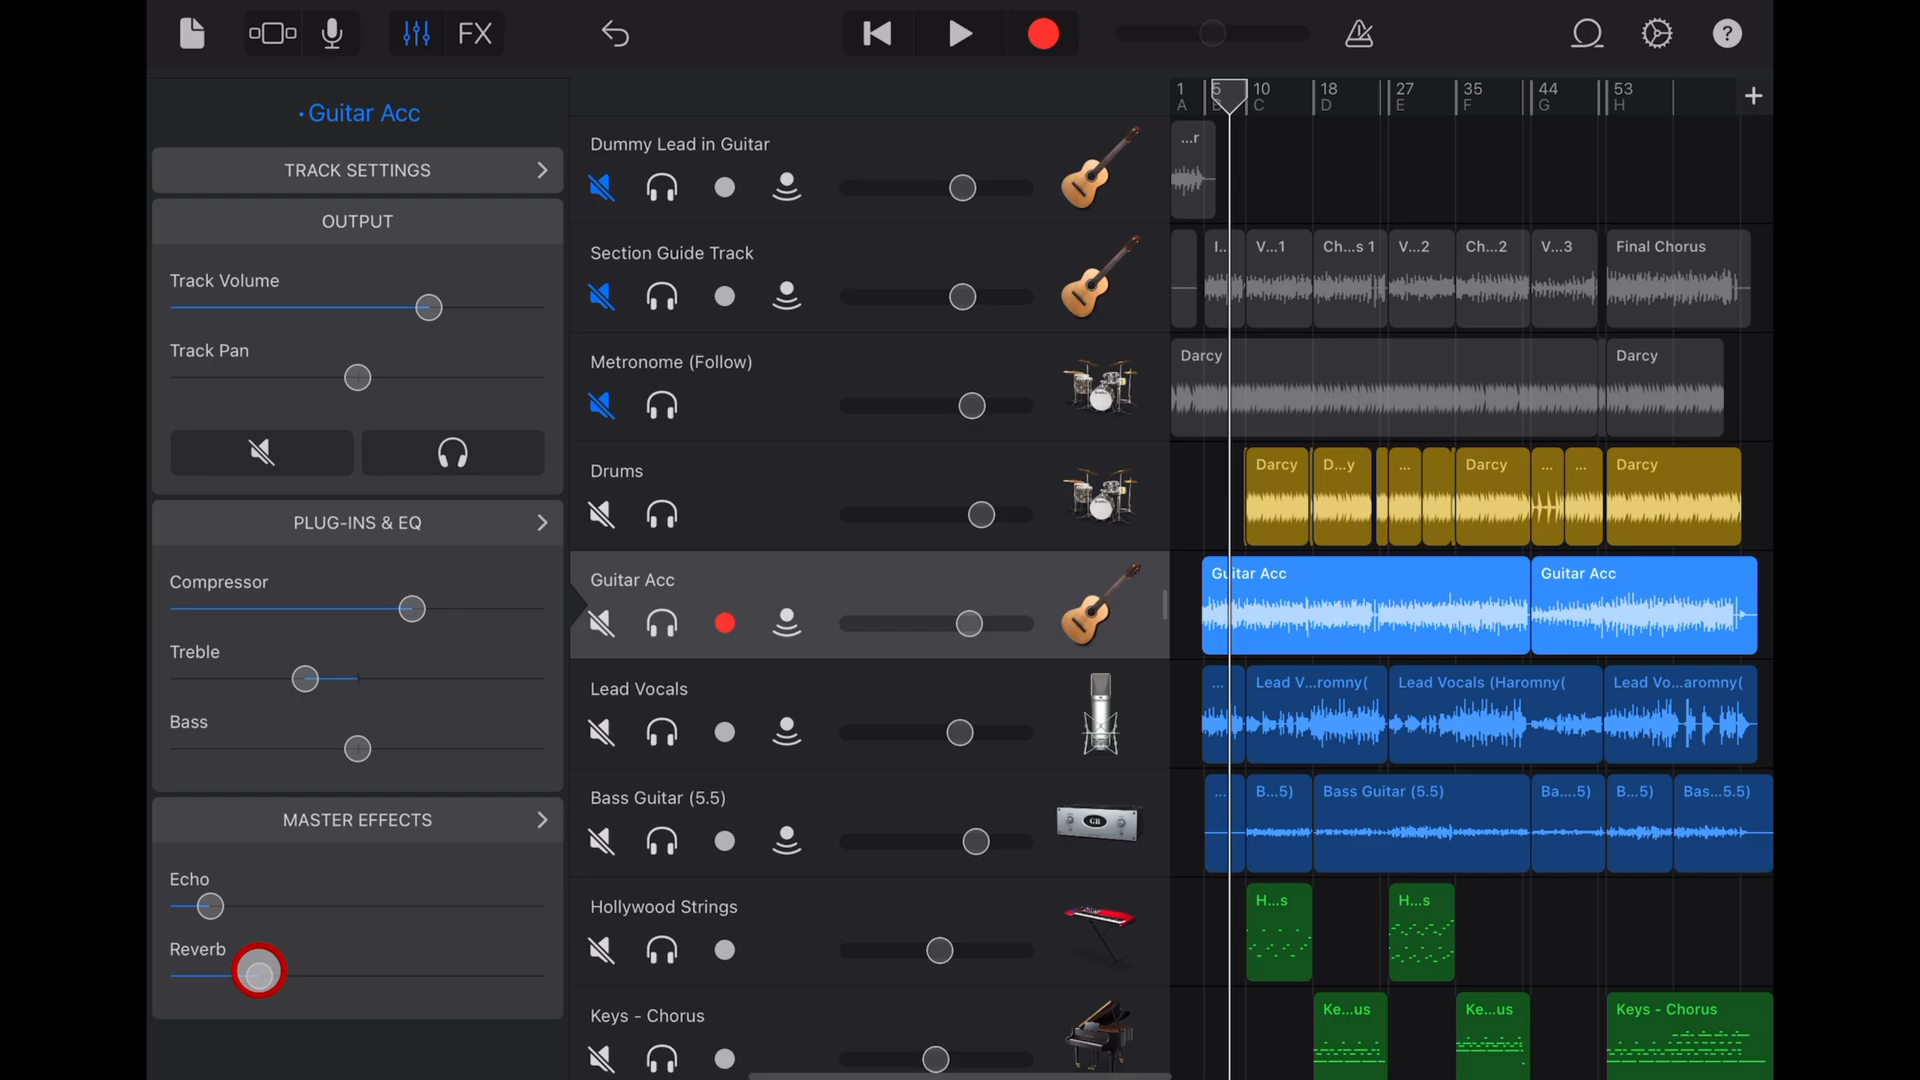 FX
?
Guitar Acc
TRACK SETTINGS
OUTPUT
Track Volume
Track Pan
PLUG-INS & EQ
Compressor
Treble
Bass
MASTER EFFECTS
Echo
Reverb
1 5 10 18 27 35 44 53
A B C D E F G H
Dummy Lead in Guitar
...r
Section Guide Track
I... V...1 Ch...s 1 V...2 Ch...2 V...3 Final Chorus
Metronome (Follow)
Darcy Darcy
Drums
Darcy D...y ... Darcy ... ... Darcy
Guitar Acc
Guitar Acc Guitar Acc
Lead Vocals
... Lead V...romny( Lead Vocals (Haromny( Lead Vo...aromny(
Bass Guitar (5.5)
... B...5) Bass Guitar (5.5) Ba....5) B...5) Bas...5.5)
GB
Hollywood Strings
H...s H...s
Keys - Chorus
Ke...us Ke...us Keys - Chorus